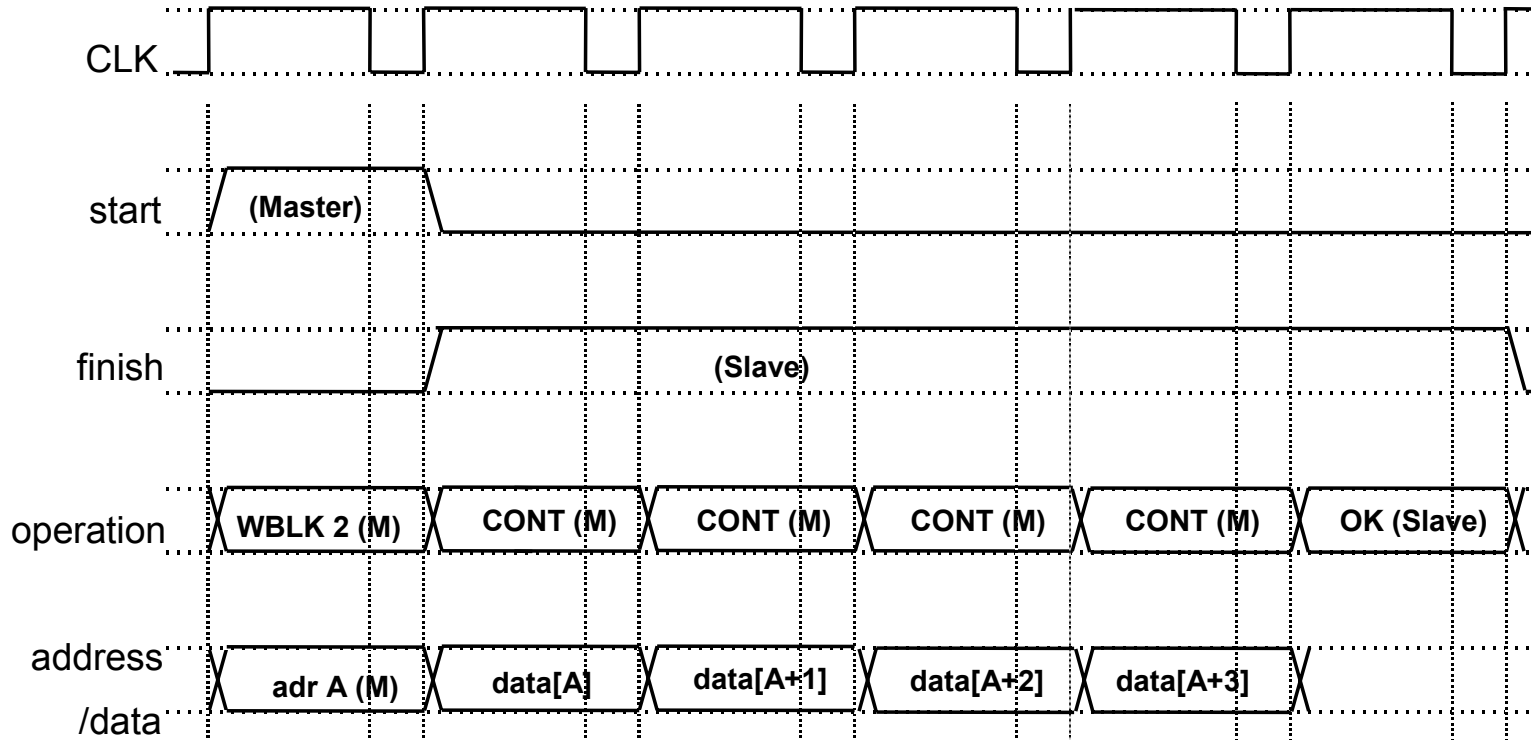 CLK
start (Master)
finish (Slave)
operation WBLK 2 (M) CONT (M) CONT (M) CONT (M) CONT (M) OK (Slave)
address
adr A (M) data[A] data[A+1] data[A+2] data[A+3]
/data